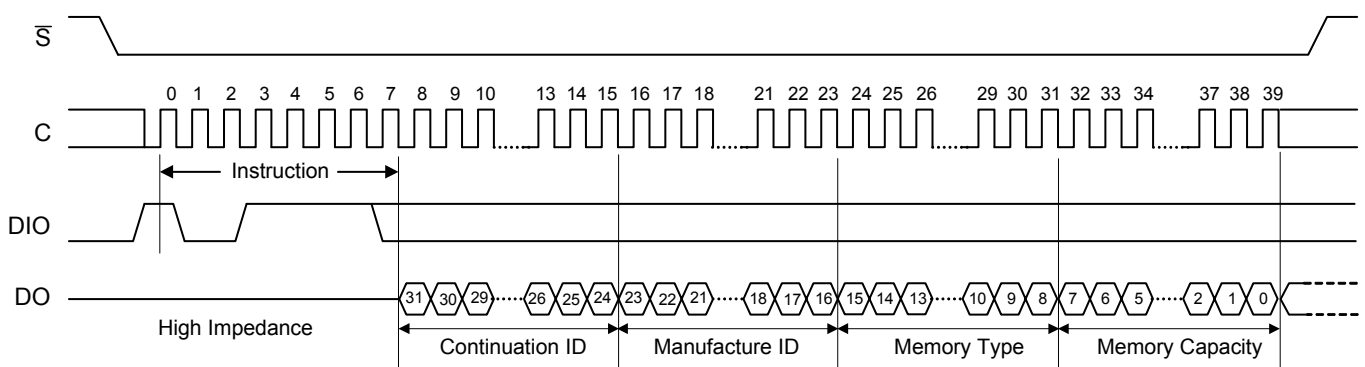 S
0 1 2 3 4 5 6 7 8 9 10 13 14 15 16 17 18 21 22 23 24 25 26 29 30 31 32 33 34 37 38 39
C
Instruction
DIO
DO
31 30 29 26 25 24 23 22 21 18 17 16 15 14 13 10 9 8 7 6 5 2 1 0
High Impedance
Continuation ID Manufacture ID Memory Type Memory Capacity